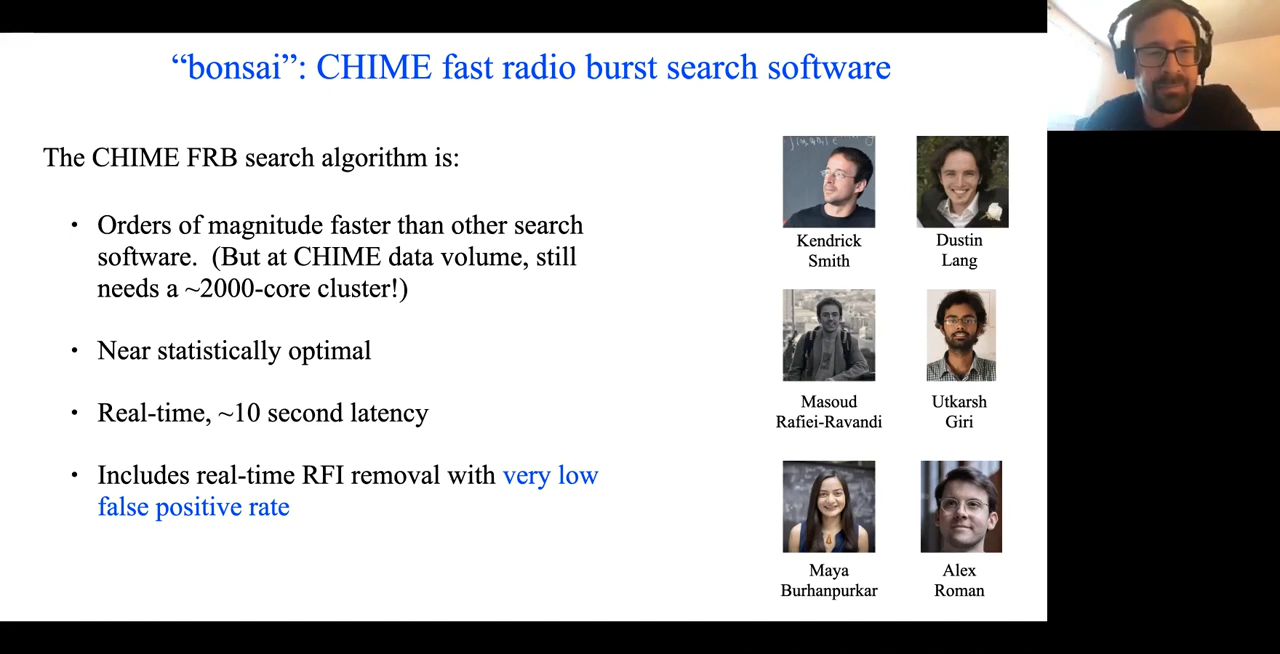 “bonsai”: CHIME fast radio burst search software
The CHIME FRB search algorithm is:
• Orders of magnitude faster than other search
software. (But at CHIME data volume, still
needs a ~2000-core cluster!)
• Near statistically optimal
• Real-time, ~10 second latency
• Includes real-time RFI removal with very low
false positive rate
Kendrick
Smith
Dustin
Lang
Masoud
Rafiei-Ravandi
Utkarsh
Giri
Maya
Burhanpurkar
Alex
Roman